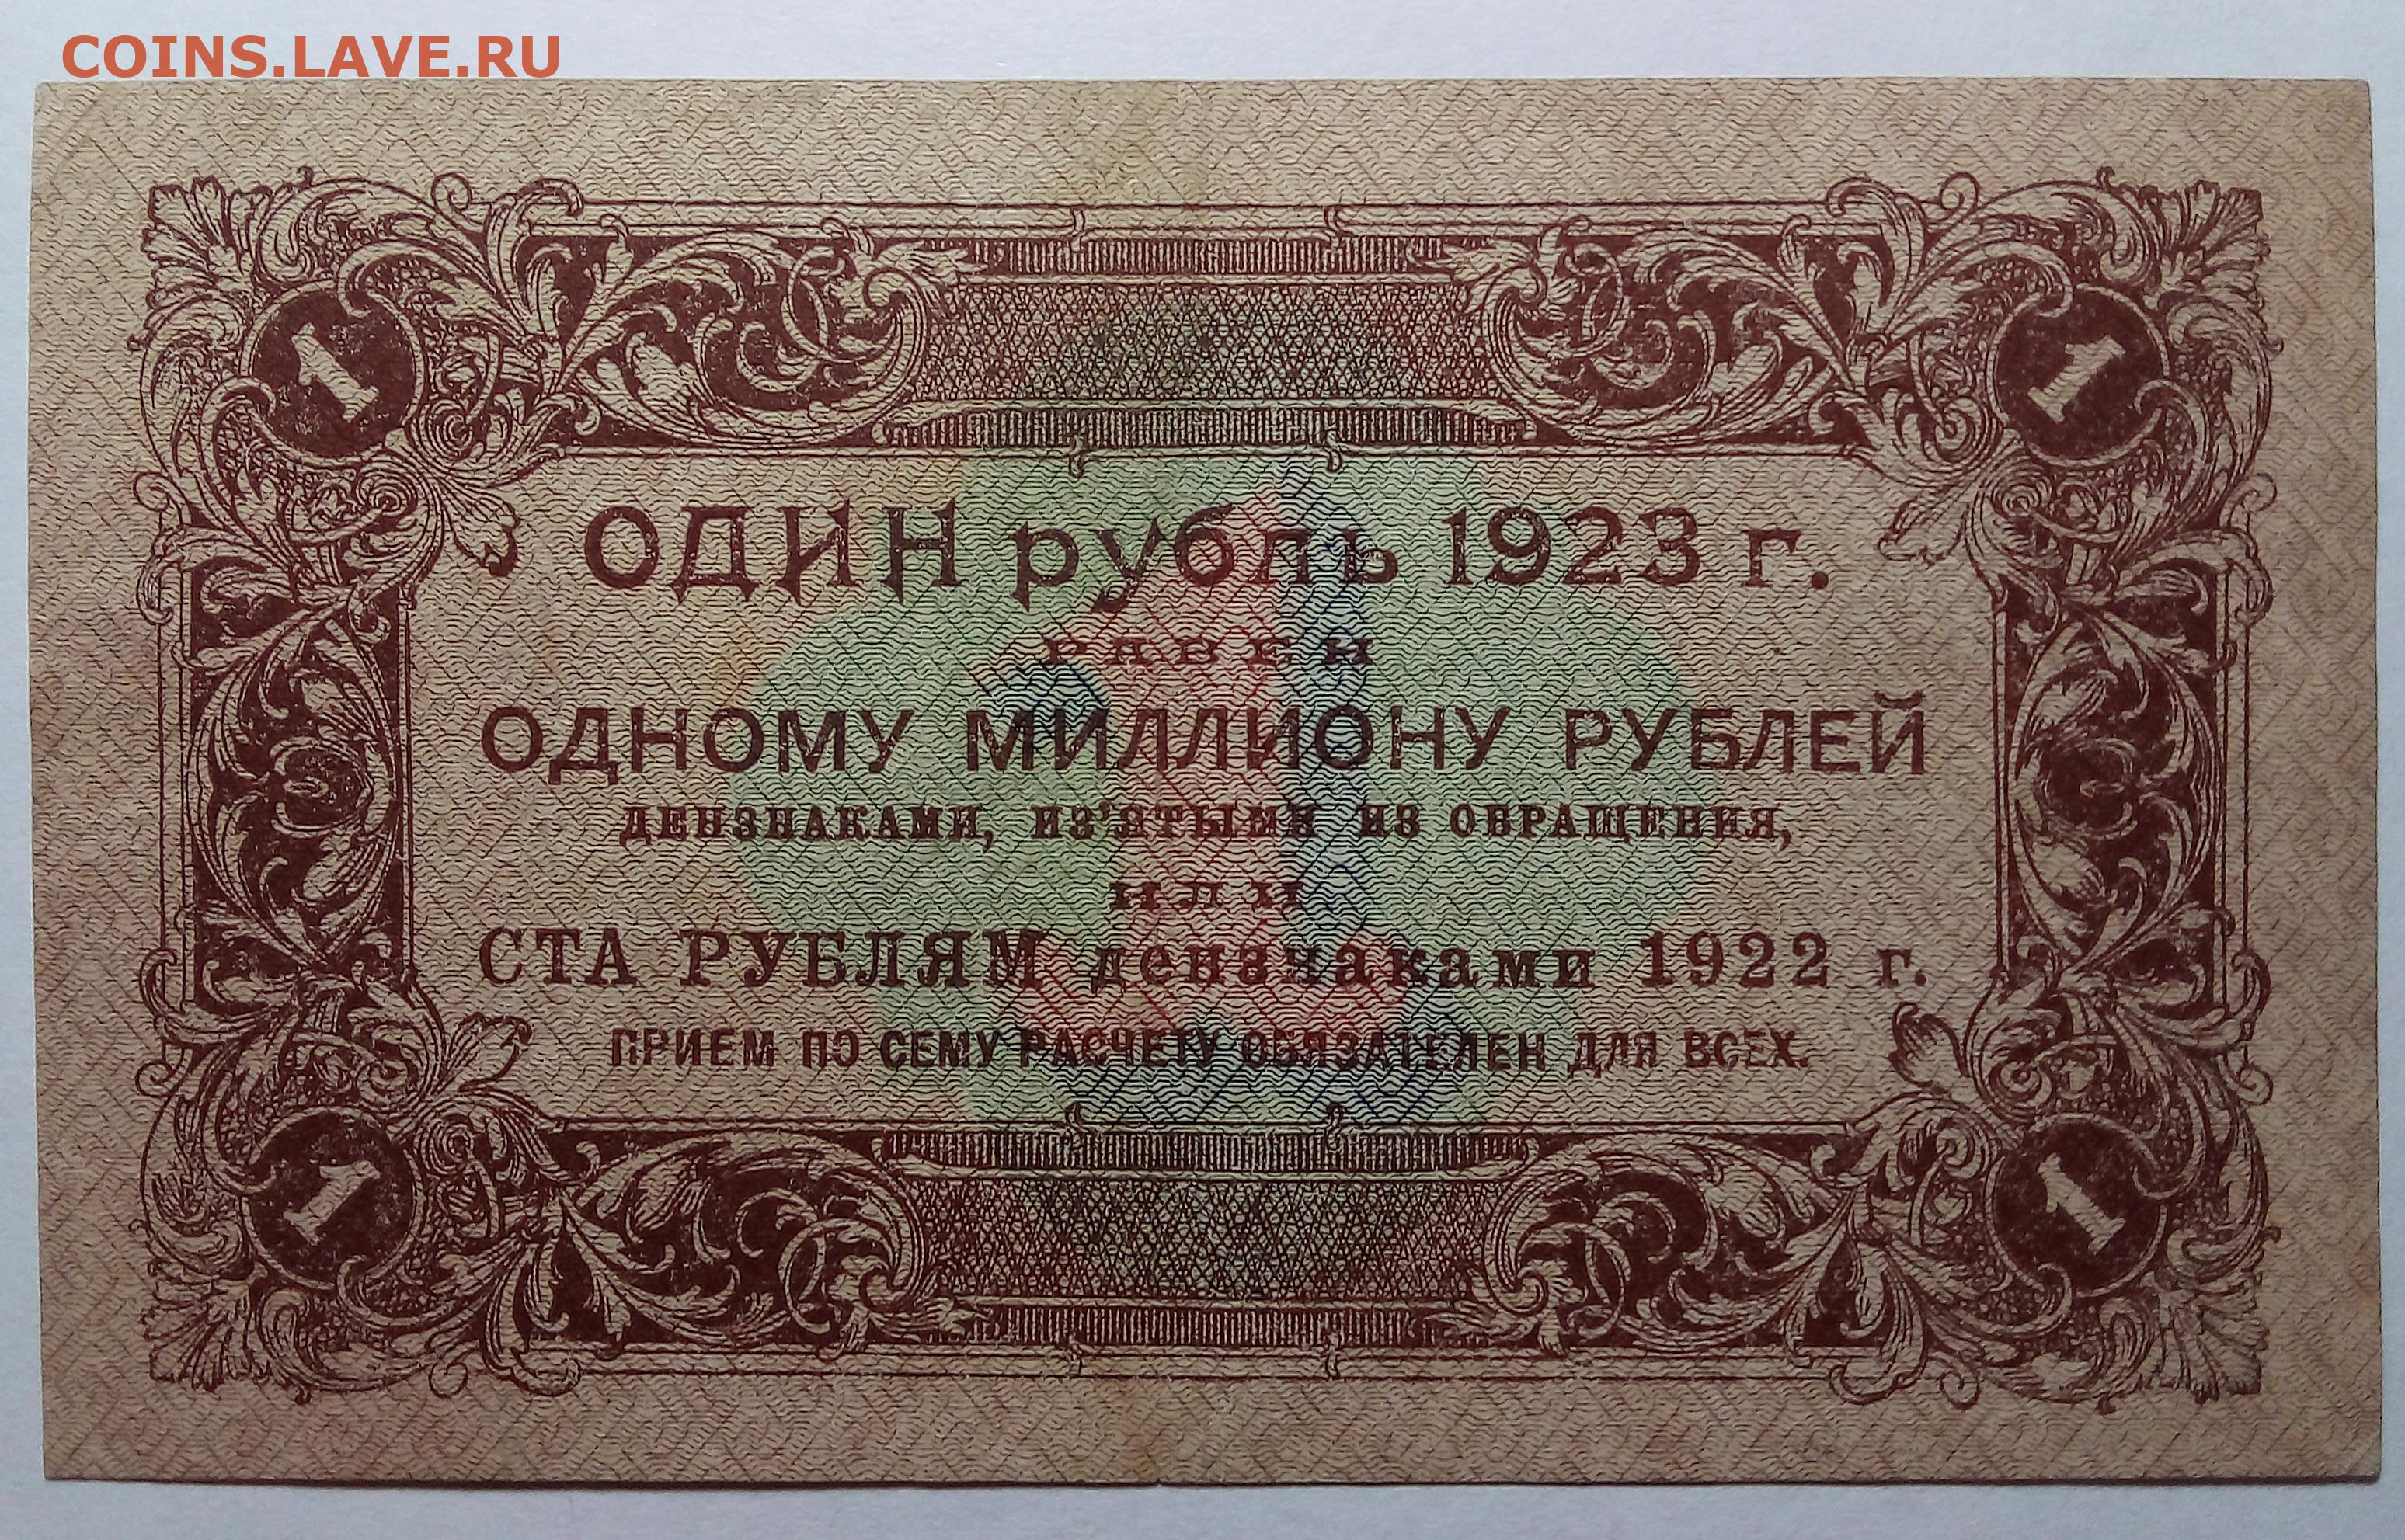 COINS.LAVE.RU
1 1
ОДИН рубль 1923 г.
РАВЕН
ОДНОМУ МИЛЛИОНУ РУБЛЕЙ
ДЕНЗНАКАМИ, ИЗ'ЯТЫМИ ИЗ ОБРАЩЕНИЯ,
ИЛИ
СТА РУБЛЯМ дензнаками 1922 г.
ПРИЕМ ПО СЕМУ РАСЧЕТУ ОБЯЗАТЕЛЕН ДЛЯ ВСЕХ.
1 1
1